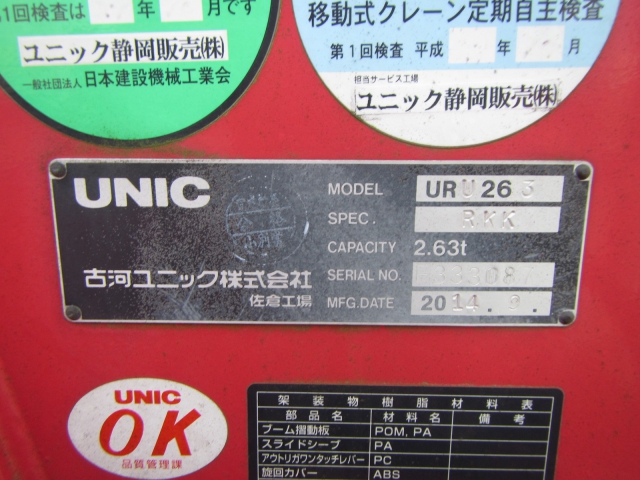 第1回検査は 年 月です
ユニック静岡販売㈱
一般社団法人 日本建設機械工業会
移動式クレーン定期自主検査
第1回検査 平成 年 月
担当サービス工場
ユニック静岡販売㈱
UNIC
MODEL URU263
SPEC. RKK
CAPACITY 2.63t
古河ユニック株式会社 SERIAL NO.
佐倉工場 MFG.DATE 2014.9.
UNIC
OK
品質管理課
架装物樹脂材料表
部品名 材料 備考
ブーム摺動板 POM, PA
スライドシーブ PA
アウトリガワンタッチレバー PC
旋回カバー ABS